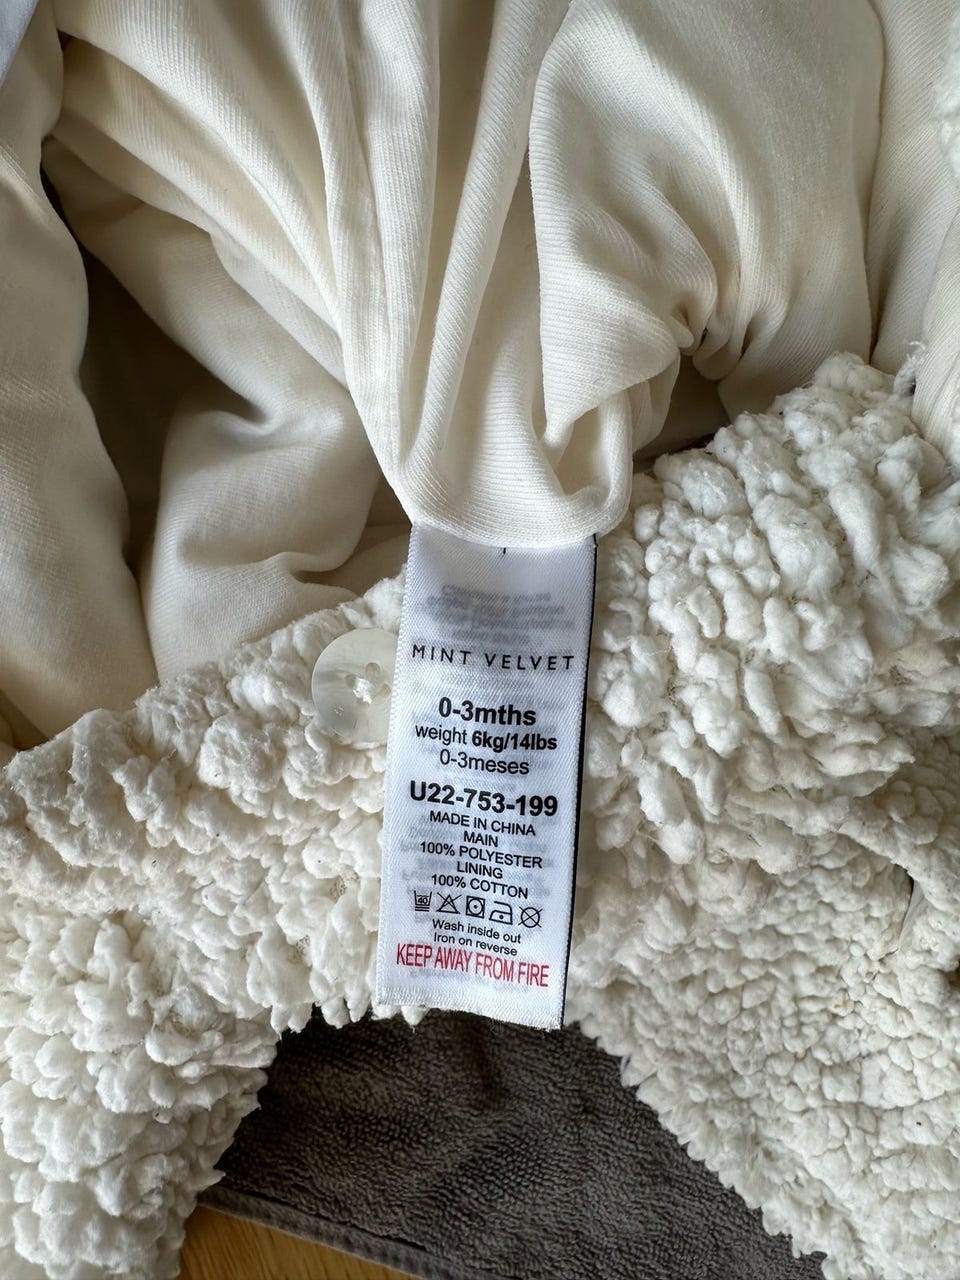 MINT VELVET
0-3mths
weight 6kg/14lbs
0-3meses
U22-753-199
MADE IN CHINA
MAIN
100% POLYESTER
LINING
100% COTTON
40
Wash inside out
Iron on reverse
KEEP AWAY FROM FIRE